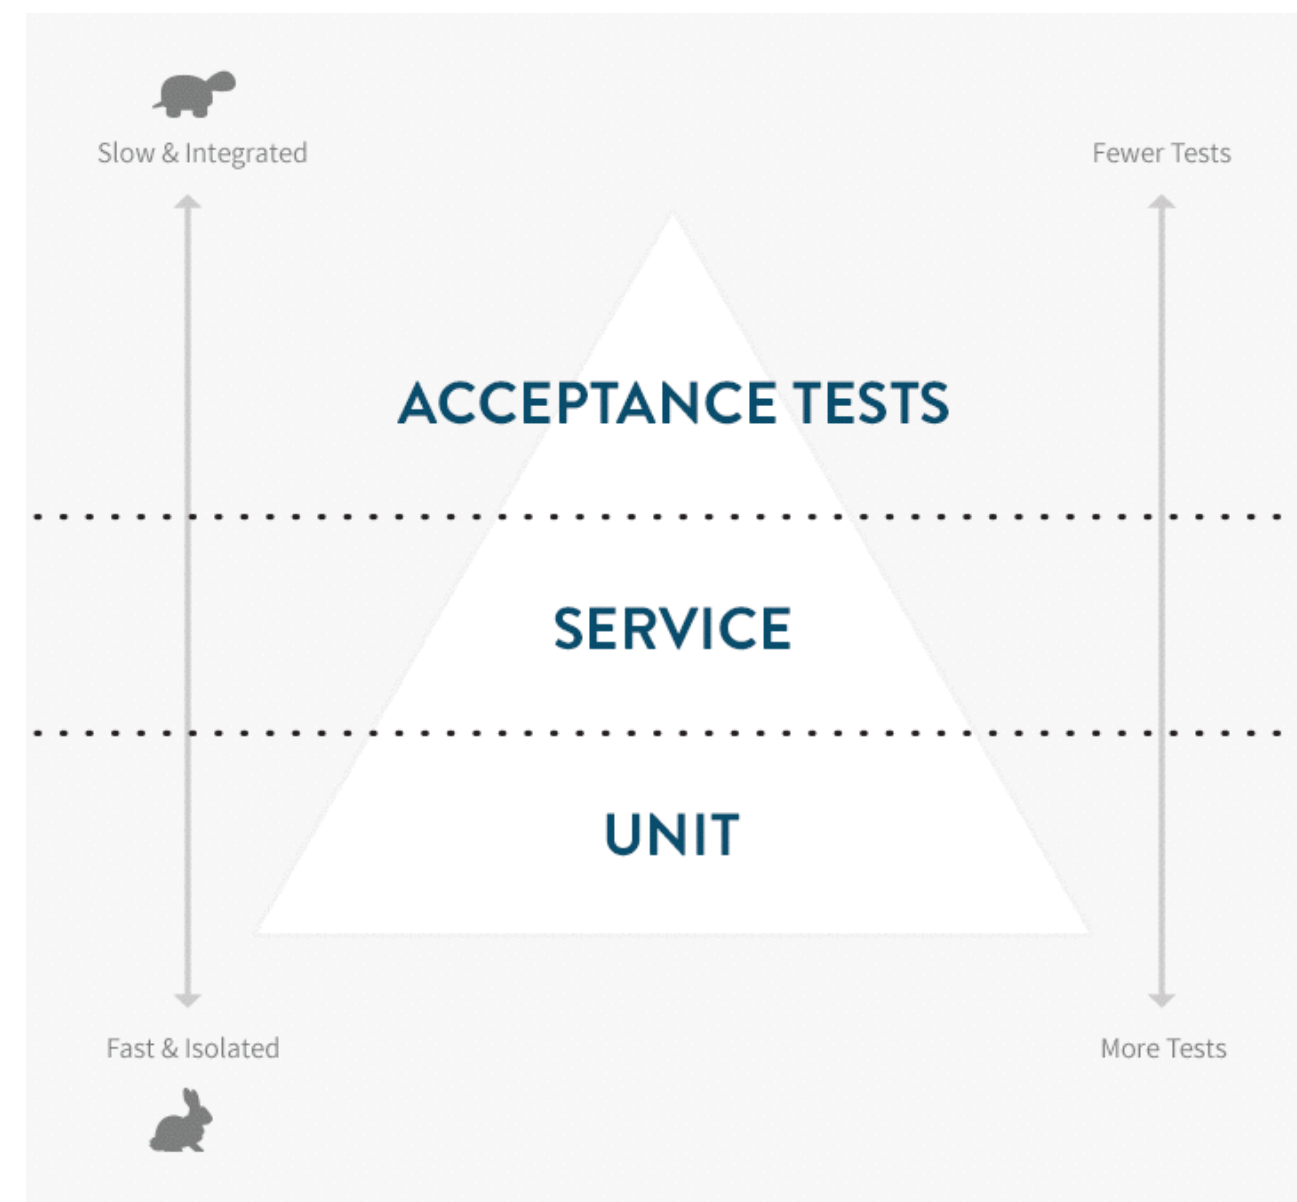 Slow & Integrated
Fewer Tests
ACCEPTANCE TESTS
SERVICE
UNIT
Fast & Isolated
More Tests